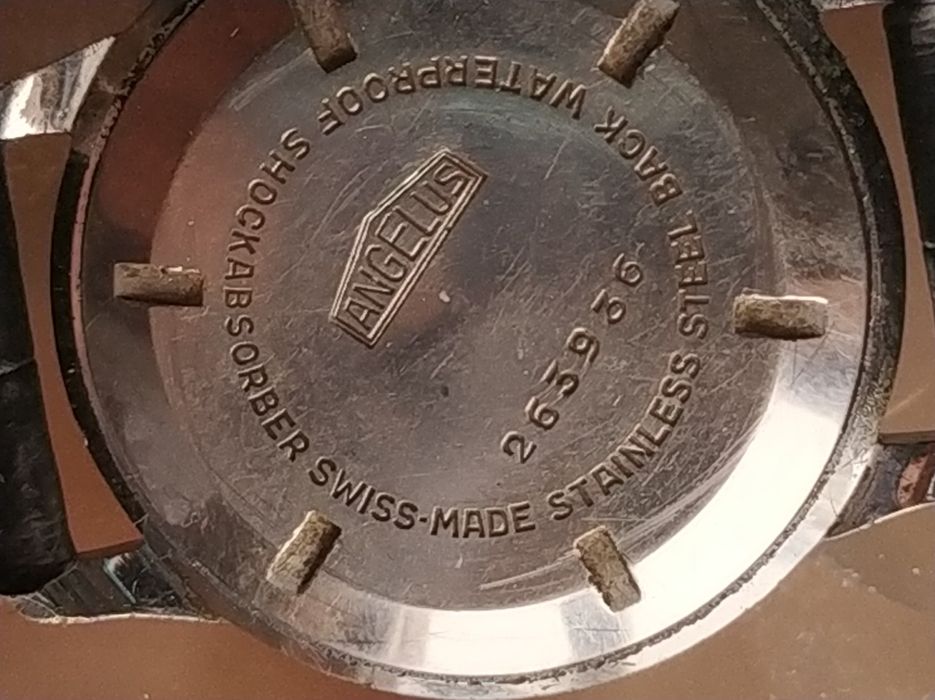 ANGELUS
263936
WATERPROOF SHOCKABSORBER SWISS-MADE STAINLESS STEEL BACK